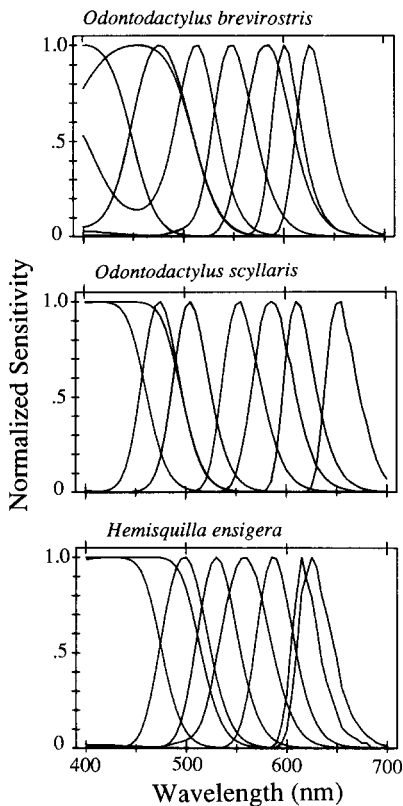 Odontodactylus brevirostris
1.0
.5
0
Odontodactylus scyllaris
1.0
.5
0
Normalized Sensitivity
Hemisquilla ensigera
1.0
.5
0
400 500 600 700
Wavelength (nm)